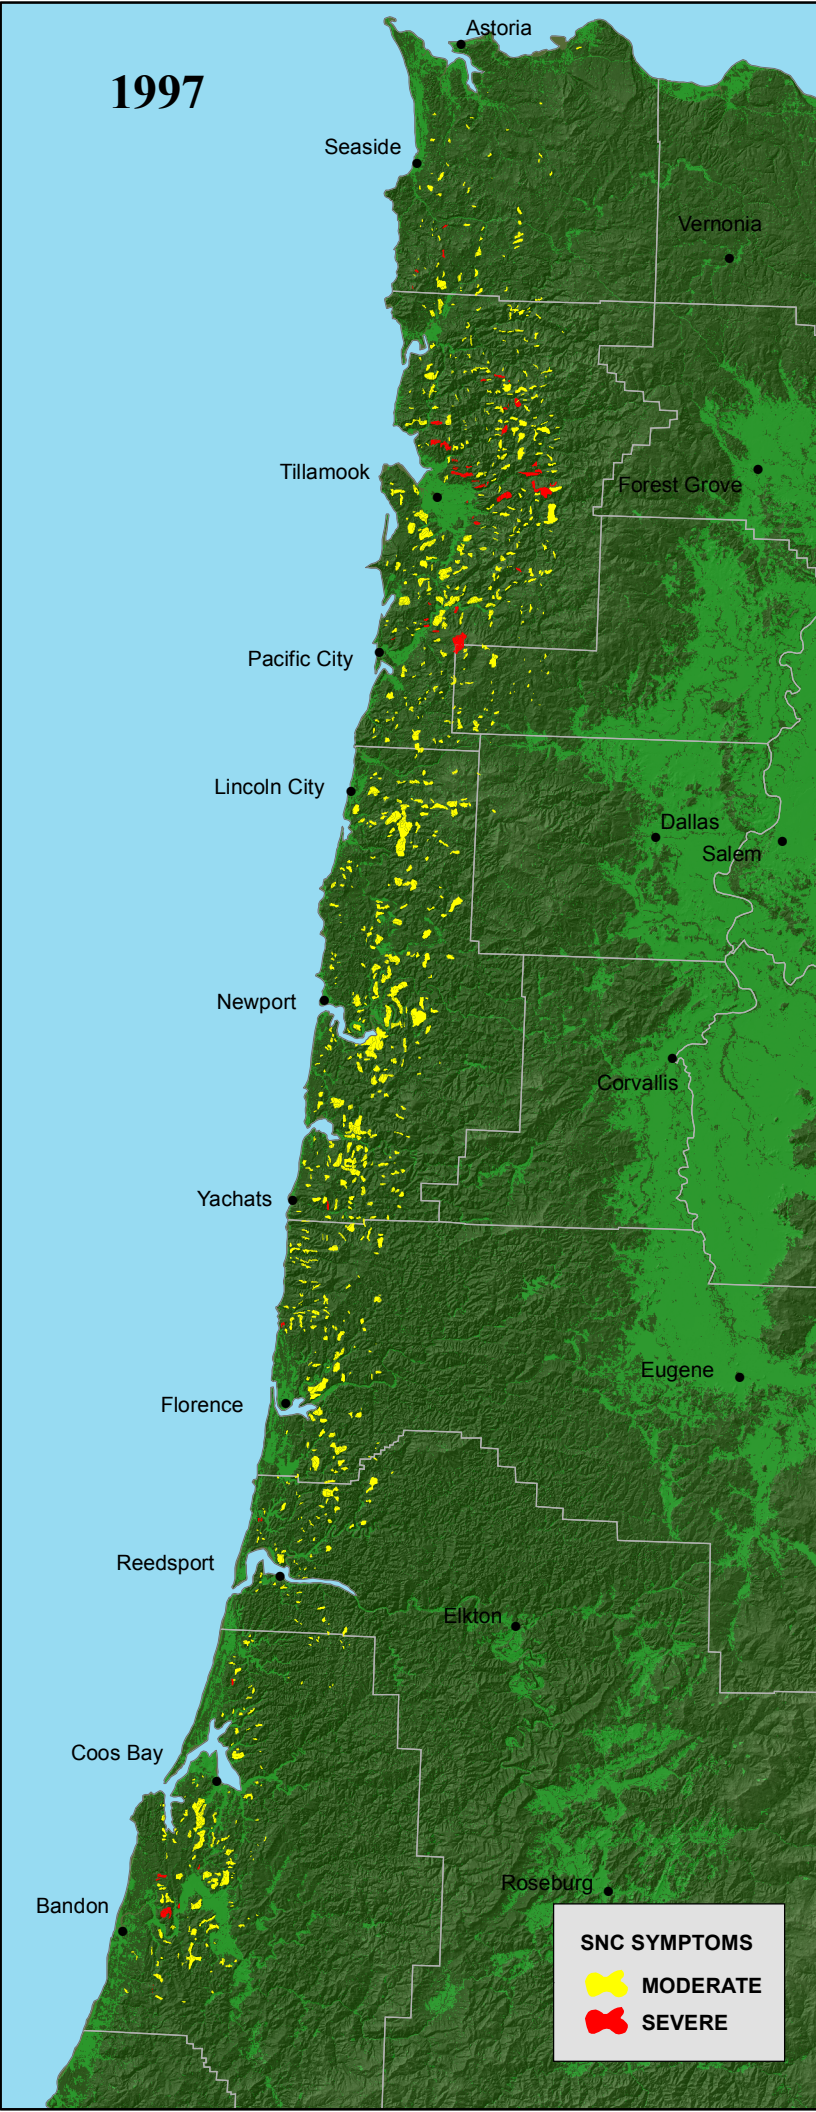 Astoria
1997
Seaside
Vernonia
Tillamook
Forest Grove
Pacific City
Lincoln City
Dallas
Salem
Newport
Corvallis
Yachats
Eugene
Florence
Reedsport
Elkton
Coos Bay
Roseburg
Bandon
SNC SYMPTOMS
MODERATE
SEVERE